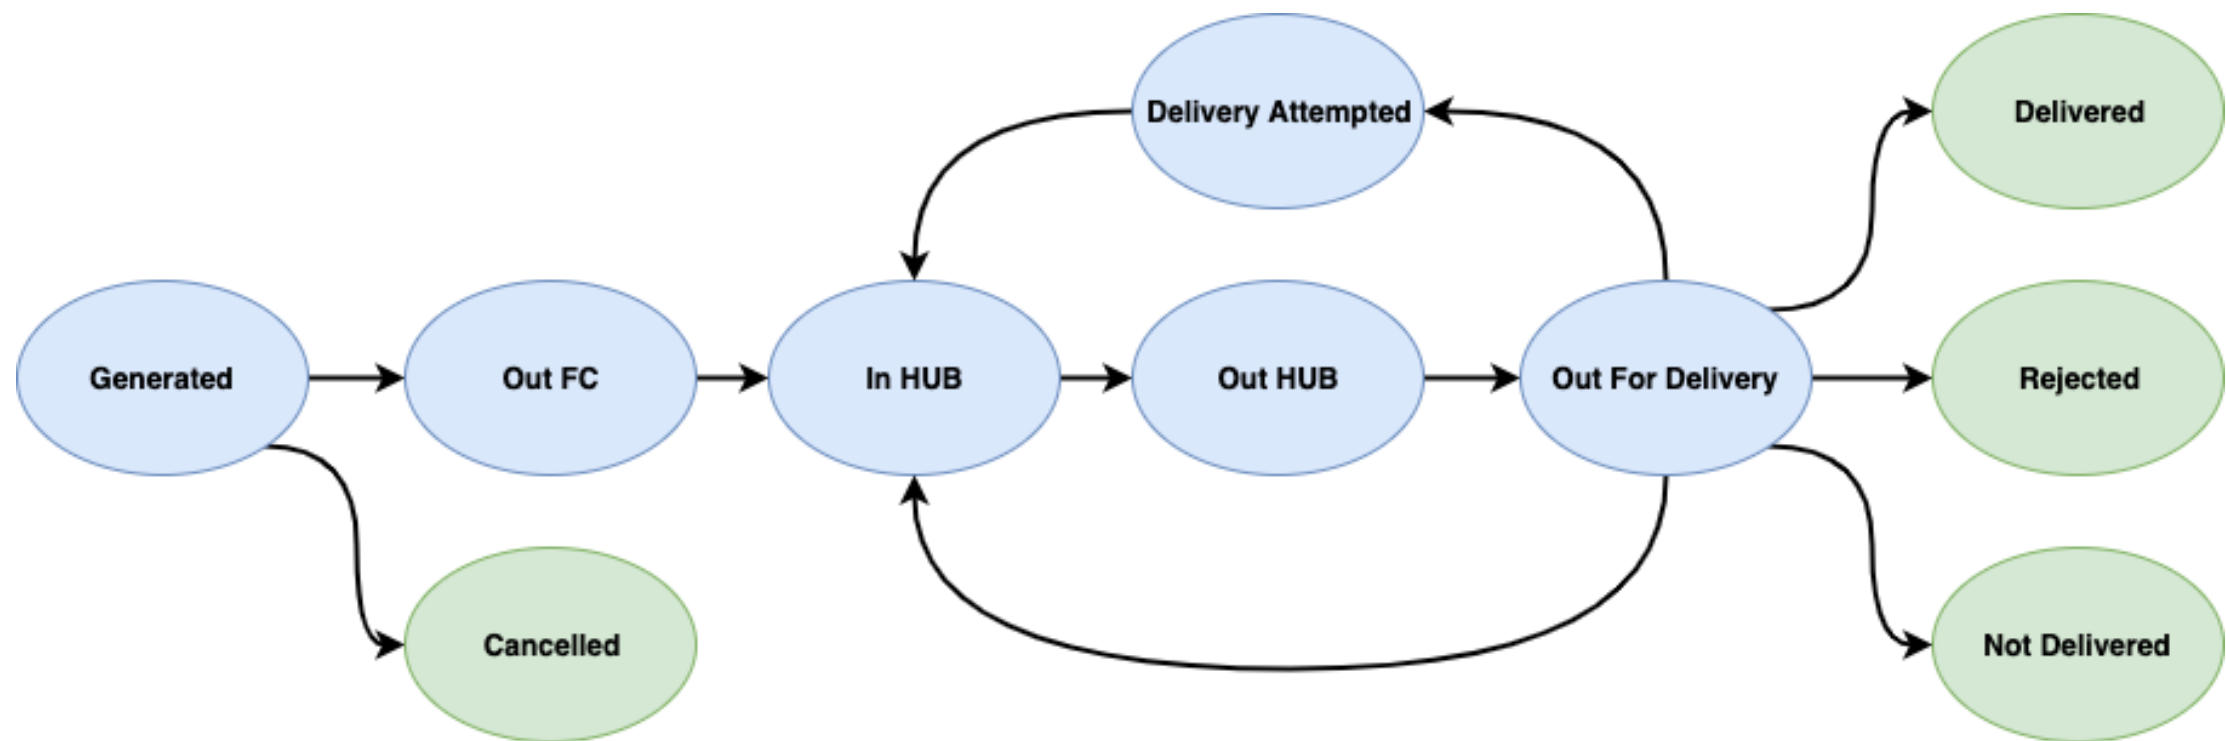 Delivery Attempted
Delivered
Generated
Out FC
In HUB
Out HUB
Out For Delivery
Rejected
Cancelled
Not Delivered